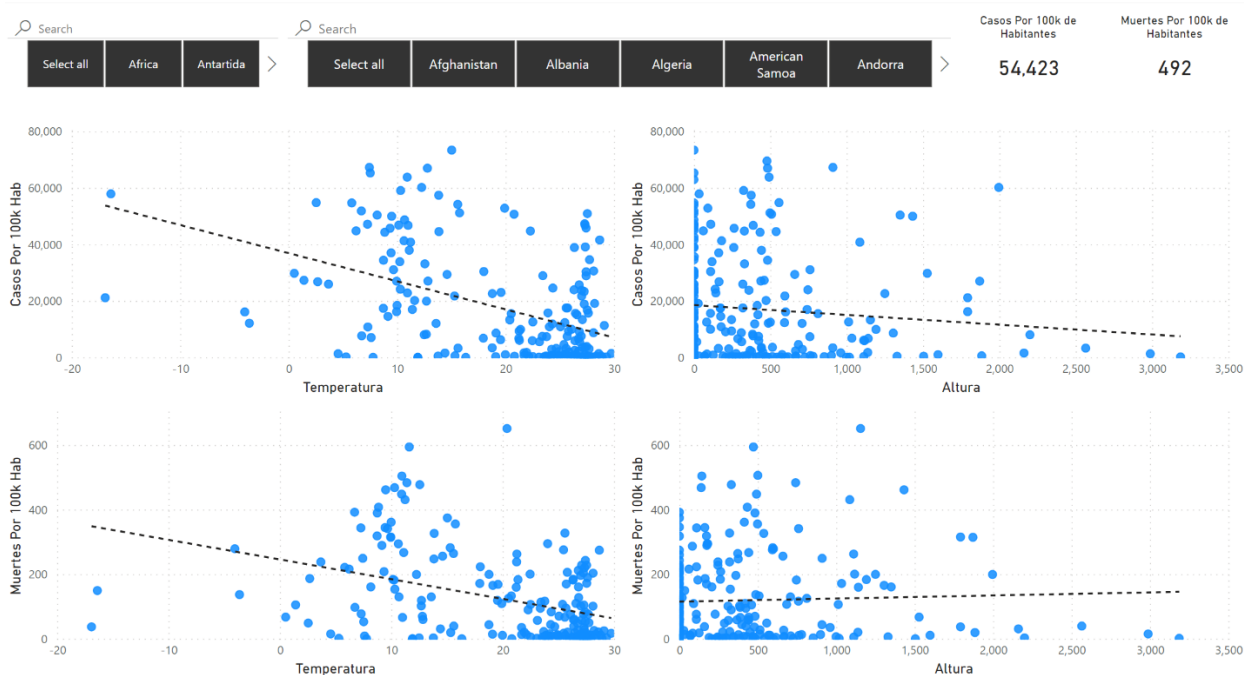 Search
Select all
Africa
Antartida
Search
Select all
Afghanistan
Albania
Algeria
American
Samoa
Andorra
Casos Por 100k de
Habitantes
54,423
Muertes Por 100k de
Habitantes
492
Casos Por 100k Hab
80,000
60,000
40,000
20,000
0
-20
-10
0
10
20
30
Temperatura
Casos Por 100k Hab
80,000
60,000
40,000
20,000
0
0
500
1,000
1,500
2,000
2,500
3,000
3,500
Altura
Muertes Por 100k Hab
600
400
200
0
-20
-10
0
10
20
30
Temperatura
Muertes Por 100k Hab
600
400
200
0
0
500
1,000
1,500
2,000
2,500
3,000
3,500
Altura